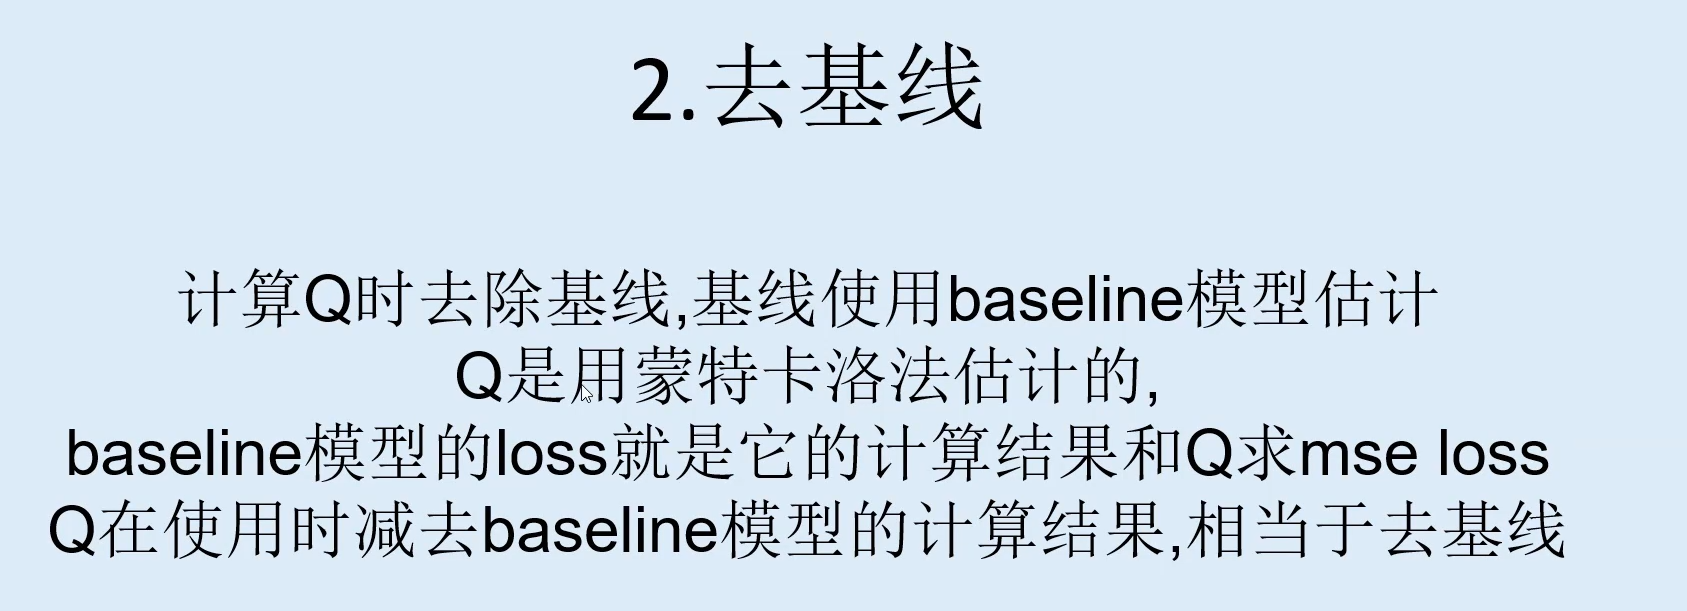 2.去基线
计算Q时去除基线,基线使用baseline模型估计
Q是用蒙特卡洛法估计的,
baseline模型的loss就是它的计算结果和Q求mse loss
Q在使用时减去baseline模型的计算结果,相当于去基线